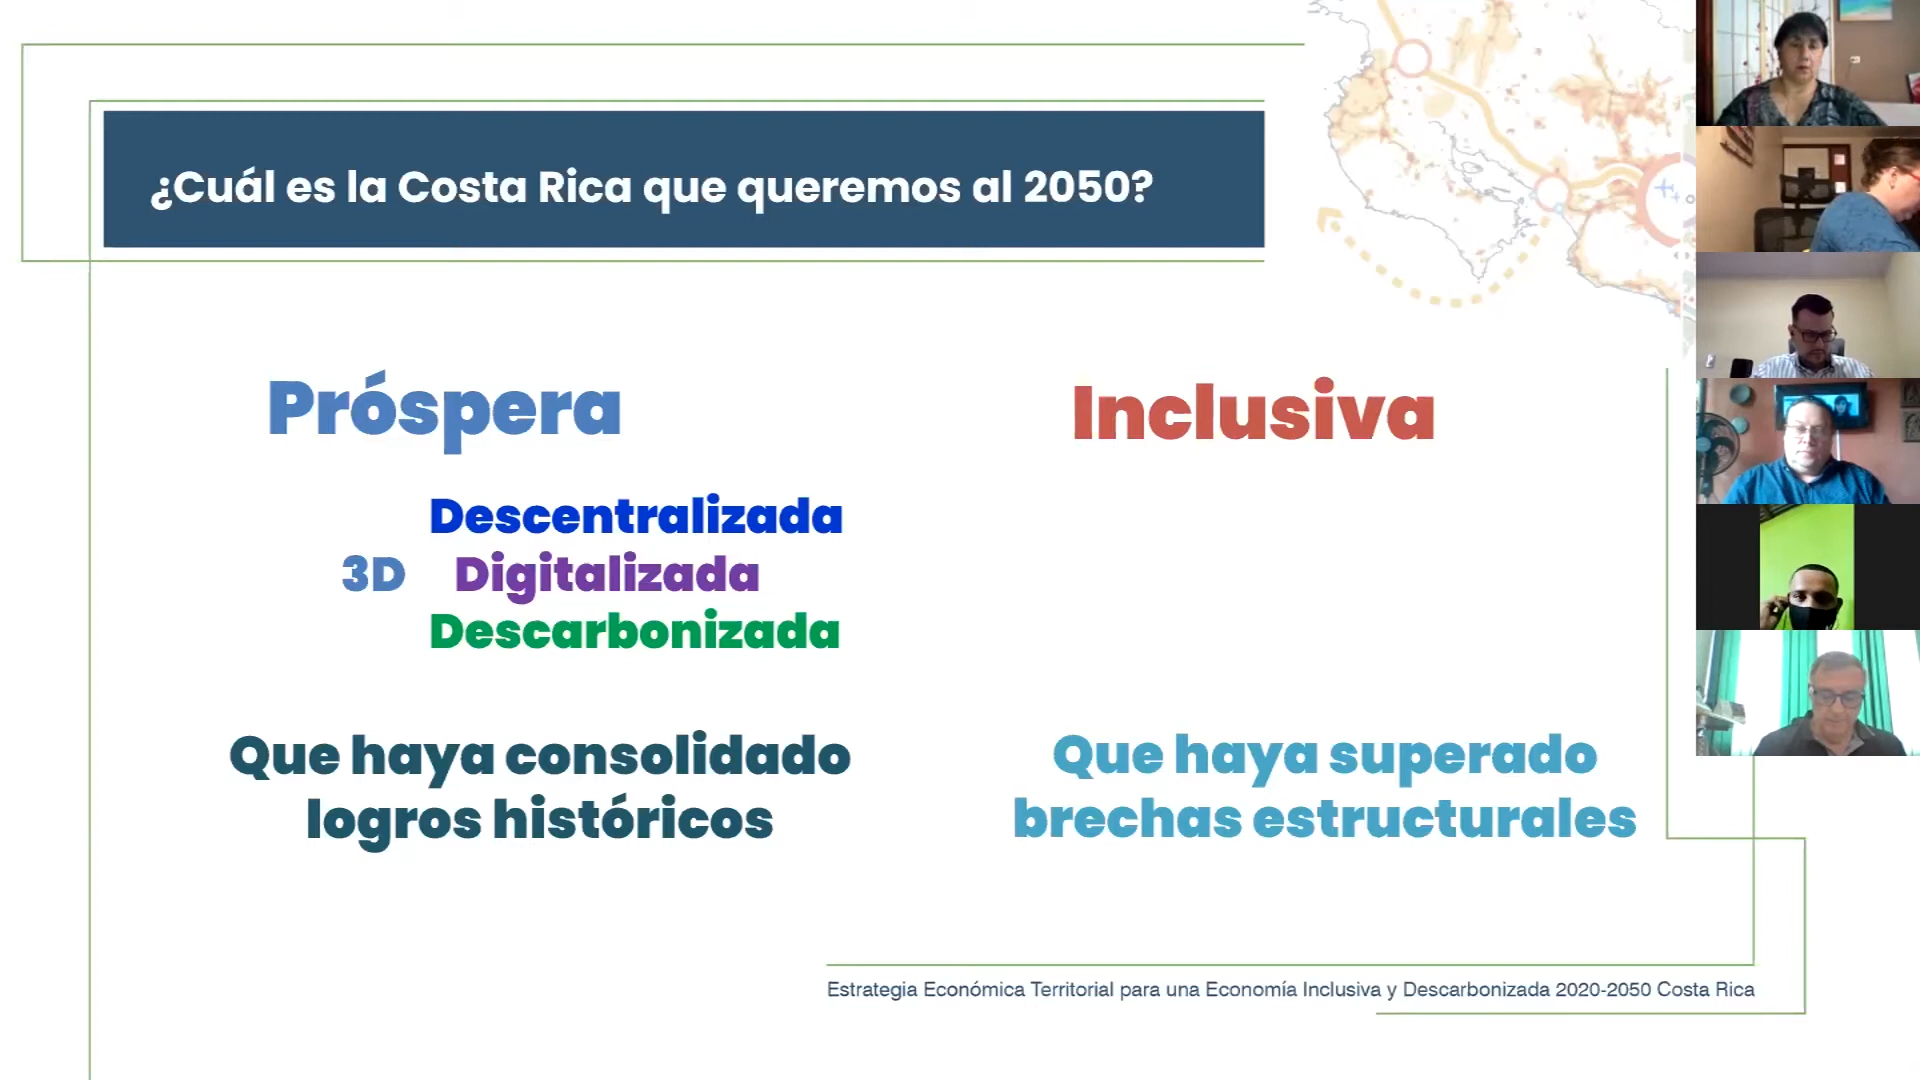 ¿Cuál es la Costa Rica que queremos al 2050?
Próspera
Inclusiva
Descentralizada
3D Digitalizada
Descarbonizada
Que haya consolidado
logros históricos
Que haya superado
brechas estructurales
Estrategia Económica Territorial para una Economía Inclusiva y Descarbonizada 2020-2050 Costa Rica